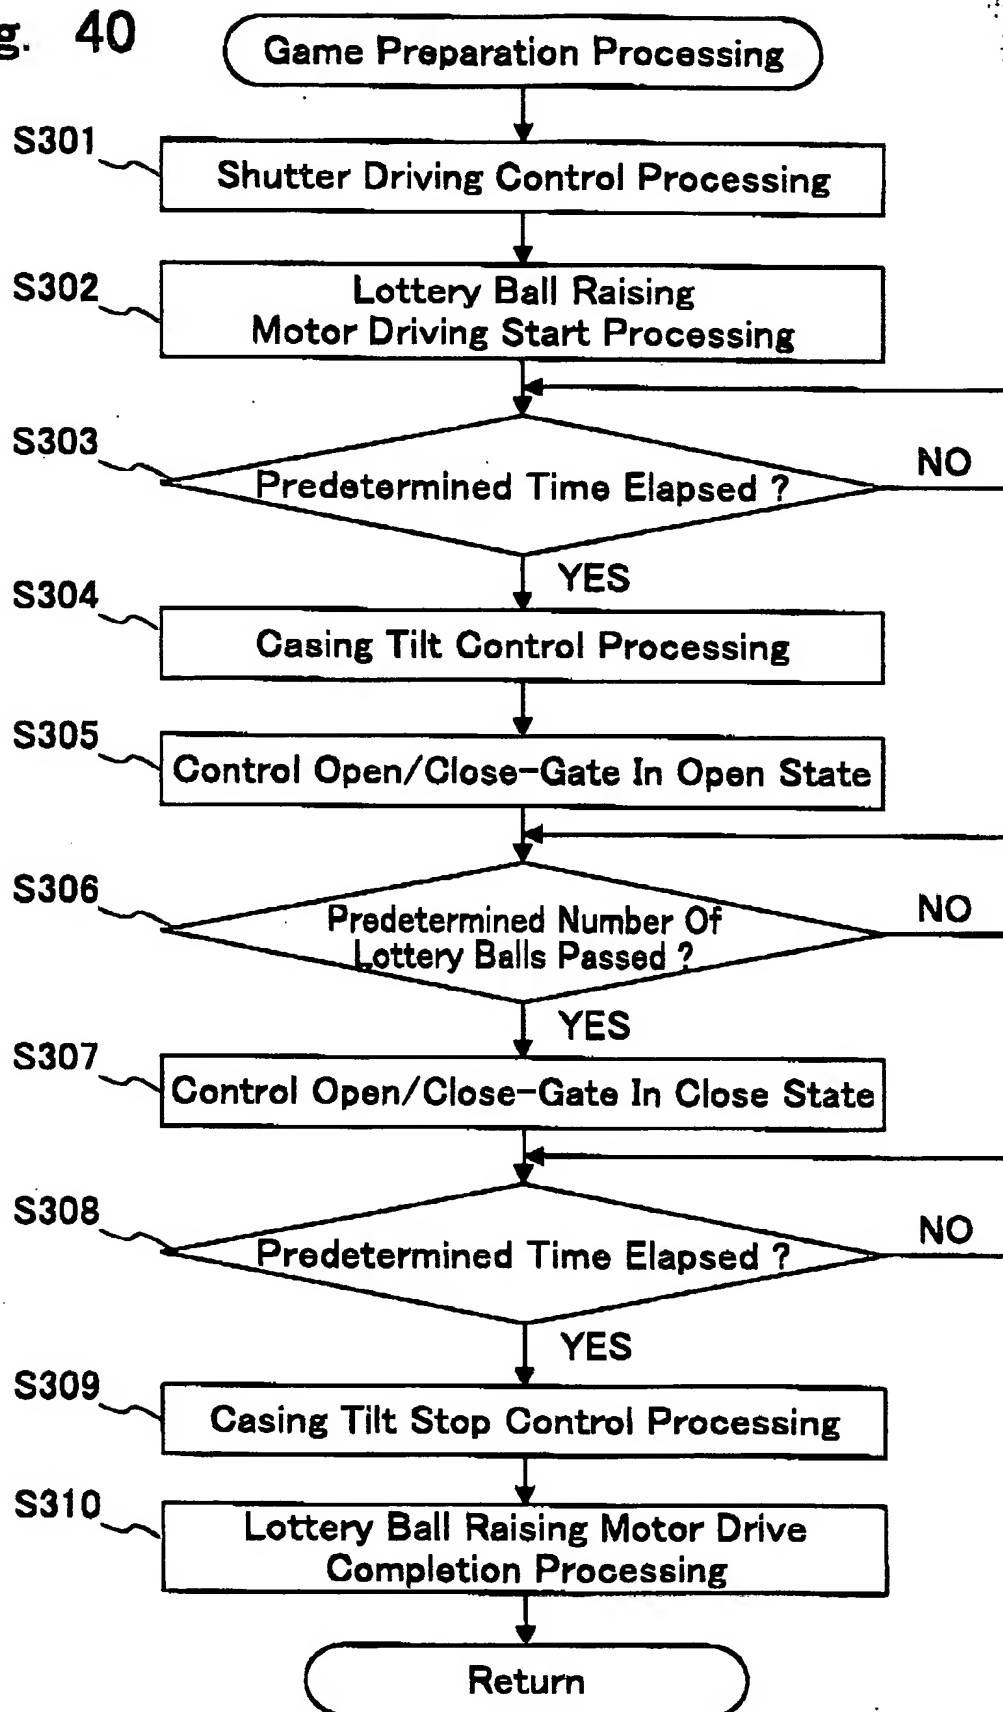 g. 40
Game Preparation Processing
S301
Shutter Driving Control Processing
S302
Lottery Ball Raising
Motor Driving Start Processing
S303
Predetermined Time Elapsed ?
NO
YES
S304
Casing Tilt Control Processing
S305
Control Open/Close-Gate In Open State
S306
Predetermined Number Of
Lottery Balls Passed ?
NO
YES
S307
Control Open/Close-Gate In Close State
S308
Predetermined Time Elapsed ?
NO
YES
S309
Casing Tilt Stop Control Processing
S310
Lottery Ball Raising Motor Drive
Completion Processing
Return